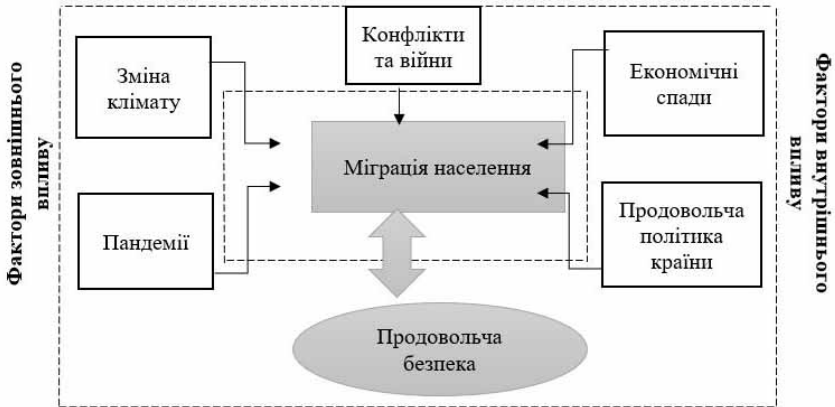 Фактори зовнішнього
впливу
Зміна
клімату
Пандемії
Конфлікти
та війни
Міграція населення
Продовольча
безпека
Економічні
спади
Продовольча
політика
країни
Фактори внутрішнього
впливу